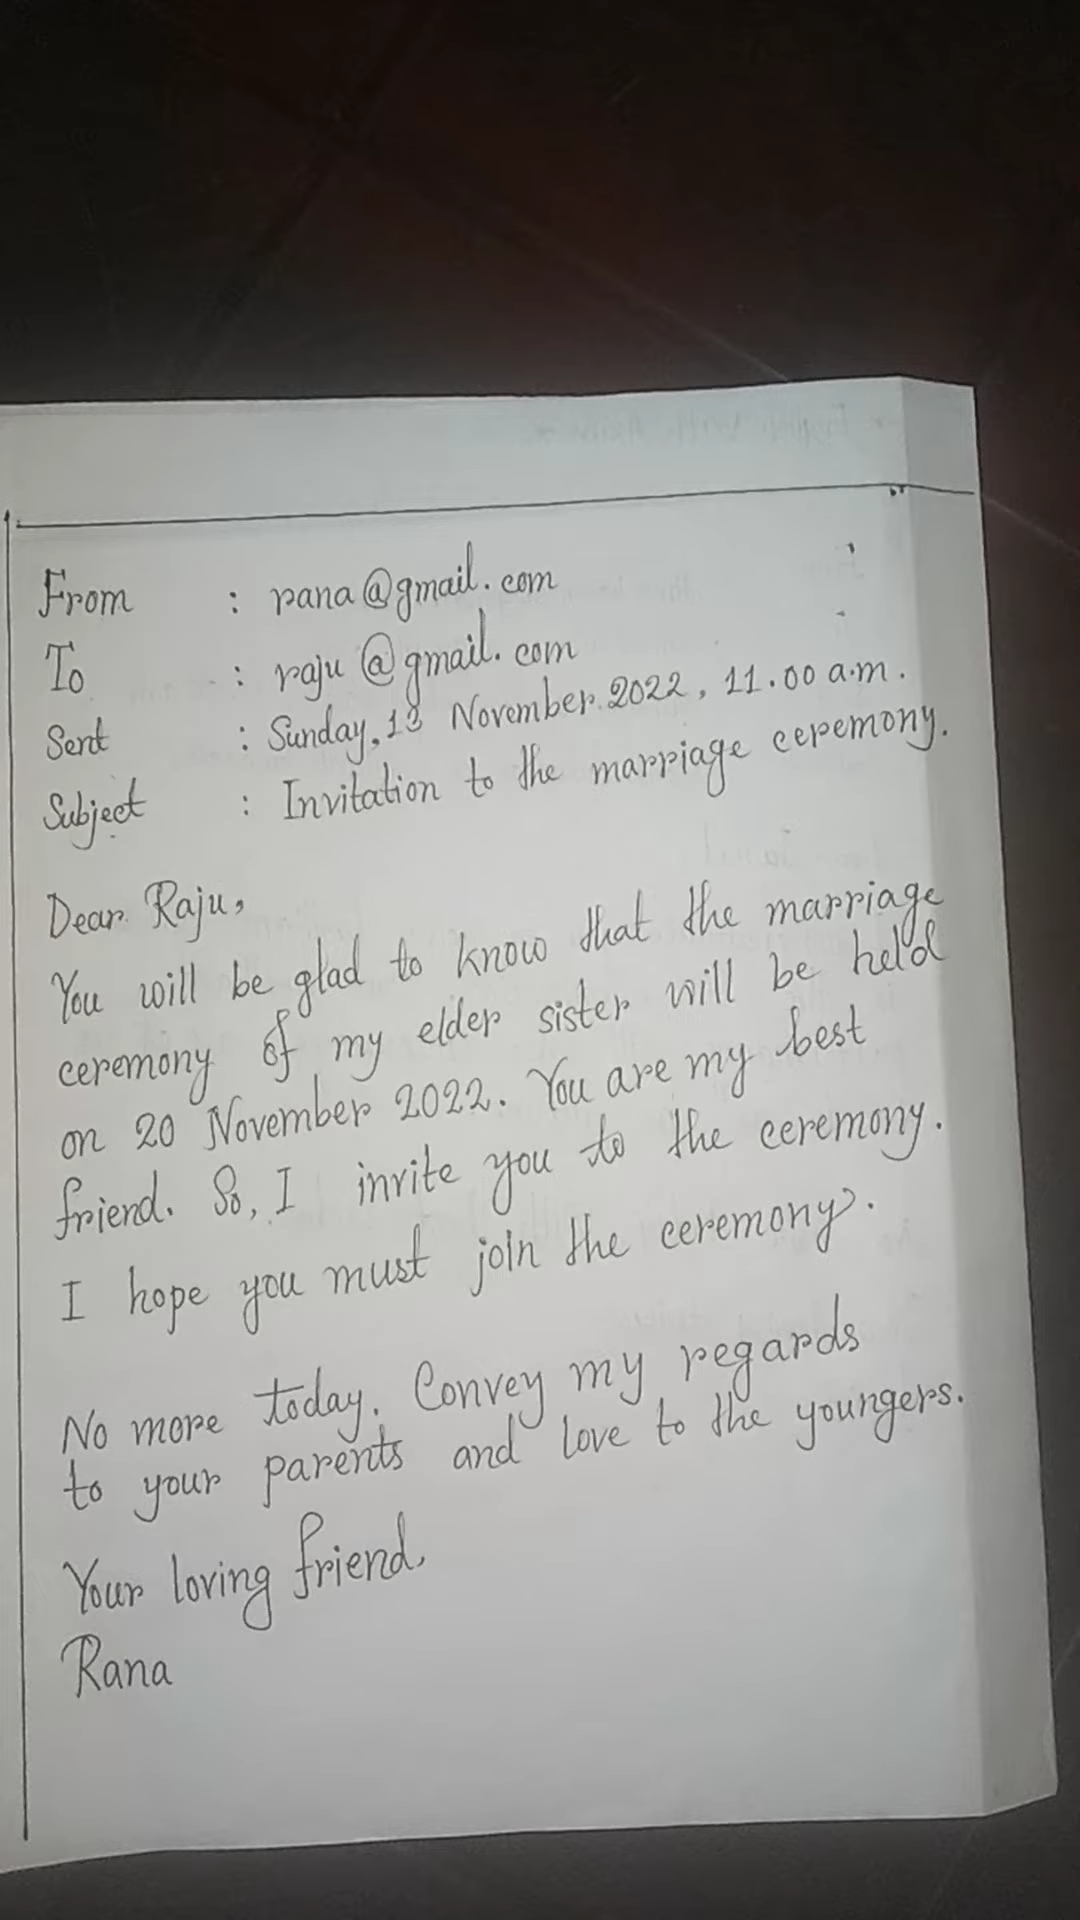 From : rana@gmail.com
To : raju@gmail.com
Sent : Sunday, 13 November 2022, 11.00 a.m.
Subject : Invitation to the marriage ceremony.
Dear Raju,
You will be glad to know that the marriage
ceremony of my elder sister will be held
on 20 November 2022. You are my best
friend. So, I invite you to the ceremony.
I hope you must join the ceremony.
No more today. Convey my regards
to your parents and love to the youngers.
Your loving friend,
Rana